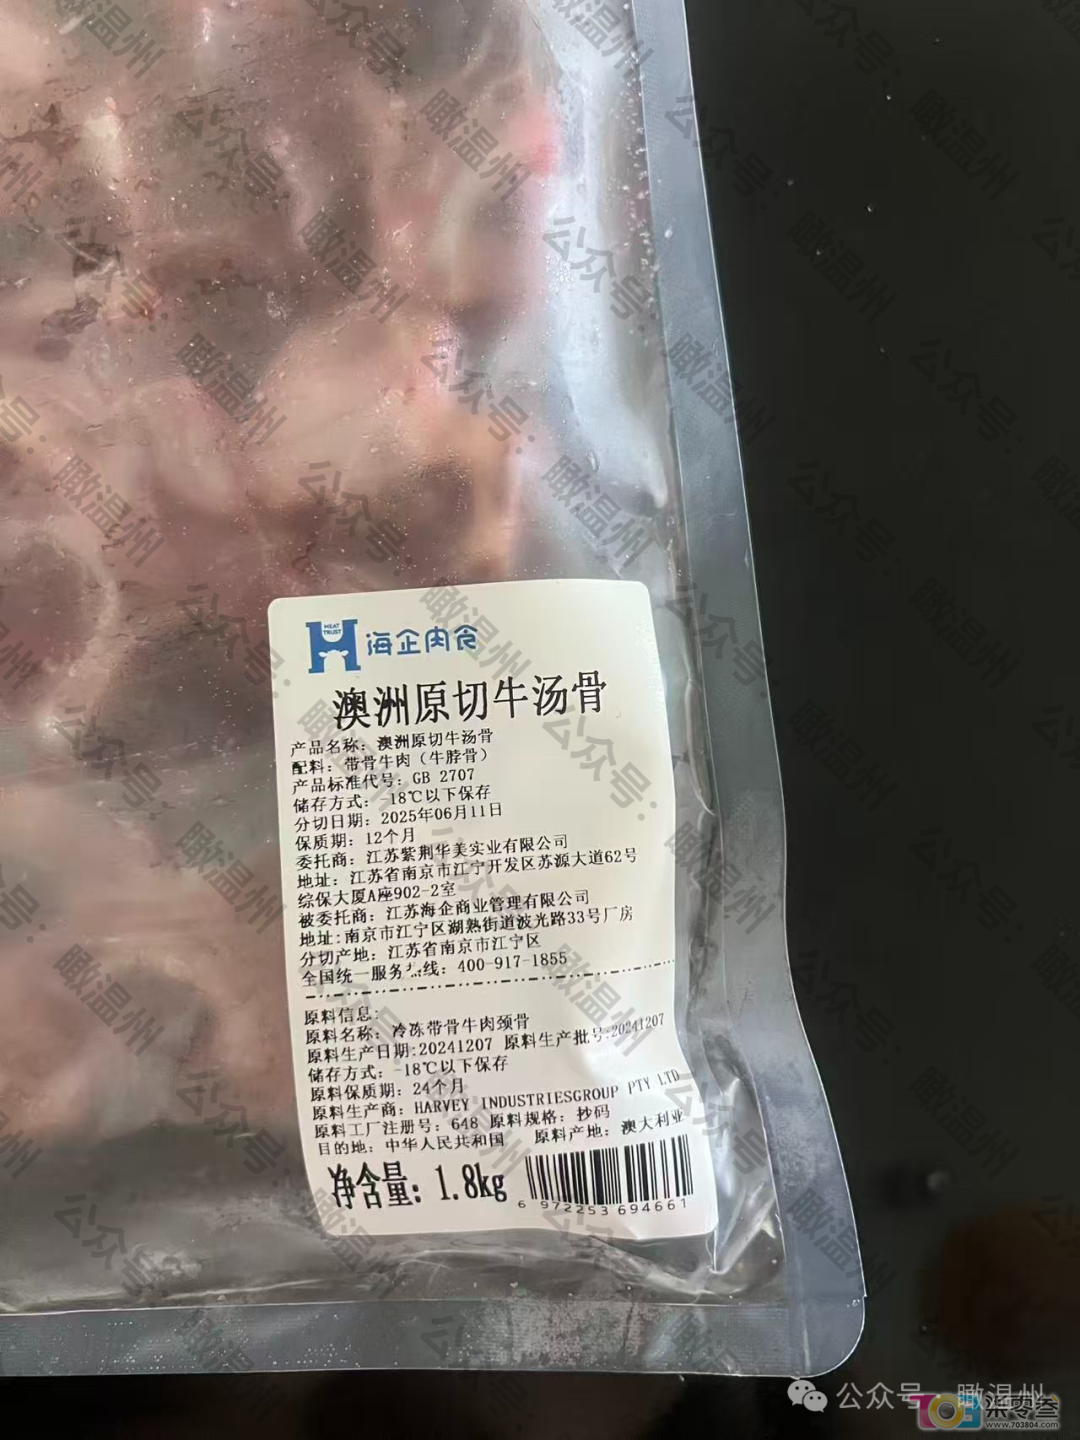 MEAT
TRUST
海企肉食
澳洲原切牛汤骨
产品名称：澳洲原切牛汤骨
配料：带骨牛肉（牛脖骨）
产品标准代号：GB 2707
储存方式：-18℃以下保存
分切日期：2025年06月11日
保质期：12个月
委托商：江苏紫荆华美实业有限公司
地址：江苏省南京市江宁开发区苏源大道62号
综保大厦A座902-2室
被委托商：江苏海企商业管理有限公司
地址:南京市江宁区湖熟街道波光路33号厂房
分切产地：江苏省南京市江宁区
全国统一服务热线：400-917-1855
原料信息：
原料名称：冷冻带骨牛肉颈骨
原料生产日期:20241207 原料生产批号:20241207
储存方式：-18℃以下保存
原料保质期：24个月
原料生产商：HARVEY INDUSTRIESGROUP PTY LTD
原料工厂注册号：648 原料规格：抄码
目的地：中华人民共和国 原料产地：澳大利亚
净含量：1.8kg
6 972253 694661
公众号：瞰温州
公众号·瞰温州
703 柒零叁
www.703804.com